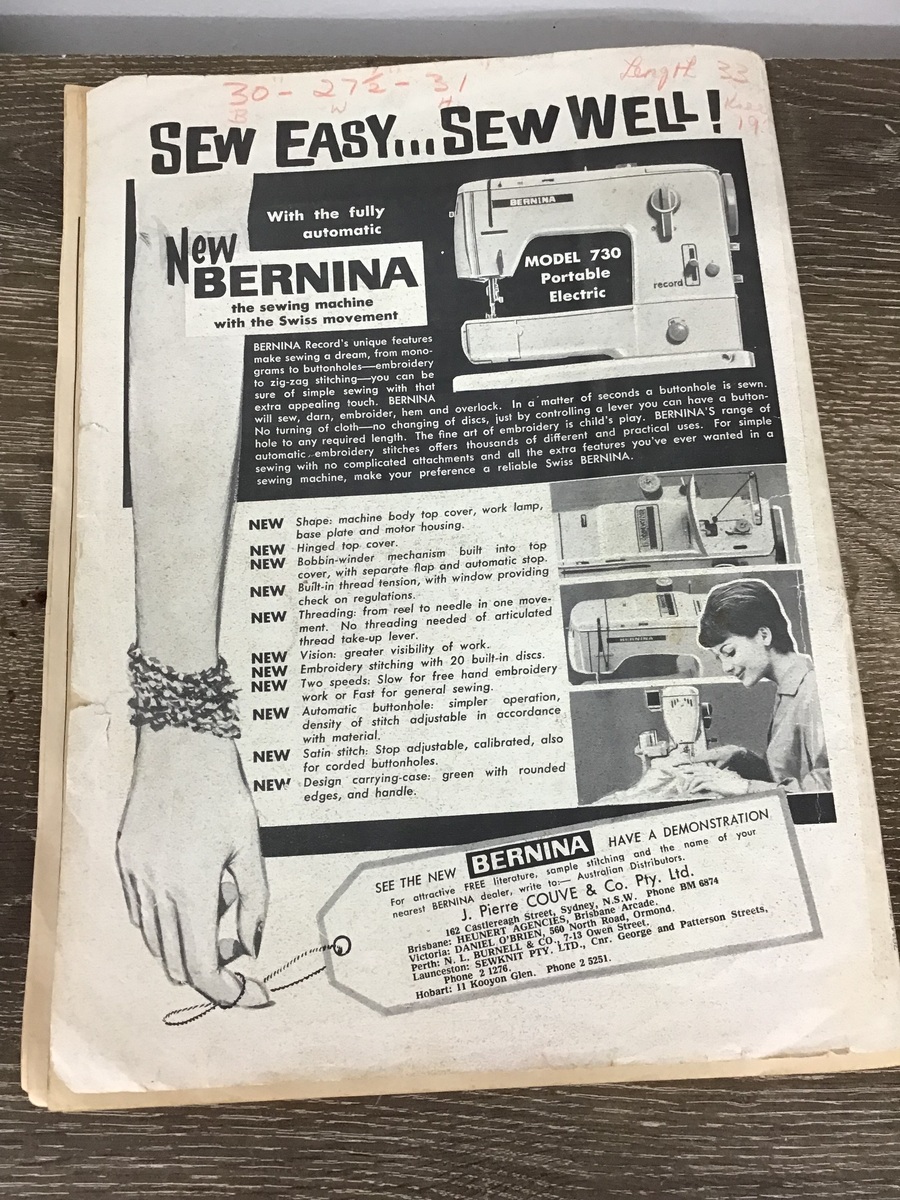 30" - 27½" - 31"
B W H
Length 33
Knee
19
SEW EASY...SEW WELL!
With the fully
automatic
New
BERNINA
the sewing machine
with the Swiss movement
BERNINA
MODEL 730
Portable
Electric
record
BERNINA Record's unique features
make sewing a dream, from mono-
grams to buttonholes—embroidery
to zig-zag stitching—you can be
sure of simple sewing with that
extra appealing touch. BERNINA
will sew, darn, embroider, hem and overlock. In a matter of seconds a buttonhole is sewn.
No turning of cloth—no changing of discs, just by controlling a lever you can have a button-
hole to any required length. The fine art of embroidery is child's play. BERNINA'S range of
automatic embroidery stitches offers thousands of different and practical uses. For simple
sewing with no complicated attachments and all the extra features you've ever wanted in a
sewing machine, make your preference a reliable Swiss BERNINA.
NEW Shape: machine body top cover, work lamp,
base plate and motor housing.
NEW Hinged top cover.
NEW Bobbin-winder mechanism built into top
cover, with separate flap and automatic stop.
NEW Built-in thread tension, with window providing
check on regulations.
NEW Threading: from reel to needle in one move-
ment. No threading needed of articulated
thread take-up lever.
NEW Vision: greater visibility of work.
NEW Embroidery stitching with 20 built-in discs.
NEW Two speeds: Slow for free hand embroidery
work or Fast for general sewing.
NEW Automatic buttonhole: simpler operation,
density of stitch adjustable in accordance
with material.
NEW Satin stitch: Stop adjustable, calibrated, also
for corded buttonholes.
NEW Design carrying-case: green with rounded
edges, and handle.
BERNINA
SEE THE NEW BERNINA HAVE A DEMONSTRATION
For attractive FREE literature, sample stitching and the name of your
nearest BERNINA dealer, write to:— Australian Distributors.
J. Pierre COUVE & Co. Pty. Ltd.
162 Castlereagh Street, Sydney, N.S.W. Phone BM 6874
Brisbane: HEUNERT AGENCIES, Brisbane Arcade.
Victoria: DANIEL O'BRIEN, 560 North Road, Ormond.
Perth: N. L. BURNELL & CO., 7-13 Owen Street.
Launceston: SEWKNIT PTY. LTD., Cnr. George and Patterson Streets,
Phone 2 1276.
Hobart: 11 Kooyon Glen. Phone 2 5251.